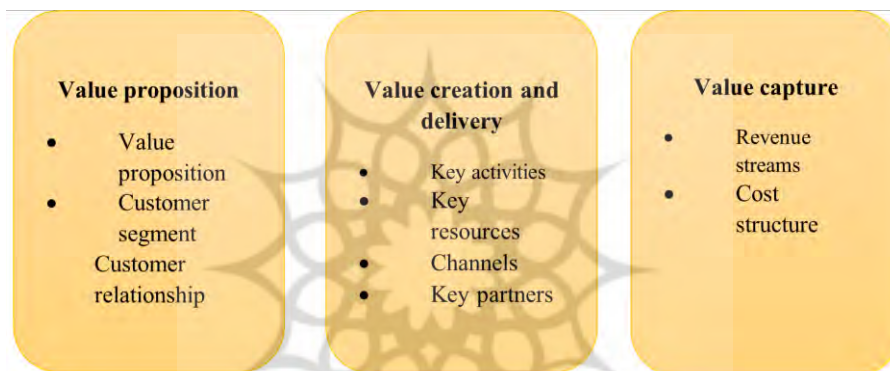 Value proposition
• Value
proposition
• Customer
segment
Customer
relationship
Value creation and
delivery
• Key activities
• Key
resources
• Channels
• Key partners
Value capture
• Revenue
streams
• Cost
structure